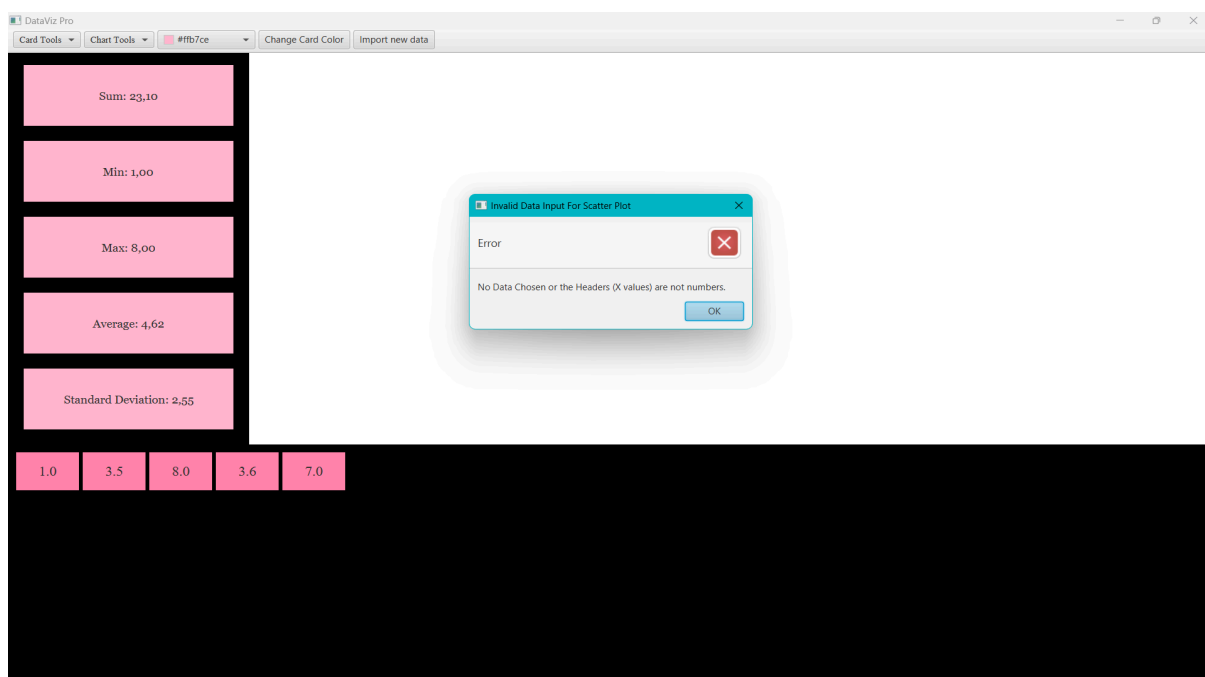 DataViz Pro
Card Tools Chart Tools #ffb7ce Change Card Color Import new data
Sum: 23,10
Min: 1,00
Max: 8,00
Average: 4,62
Standard Deviation: 2,55
Invalid Data Input For Scatter Plot
Error
No Data Chosen or the Headers (X values) are not numbers.
OK
1.0 3.5 8.0 3.6 7.0